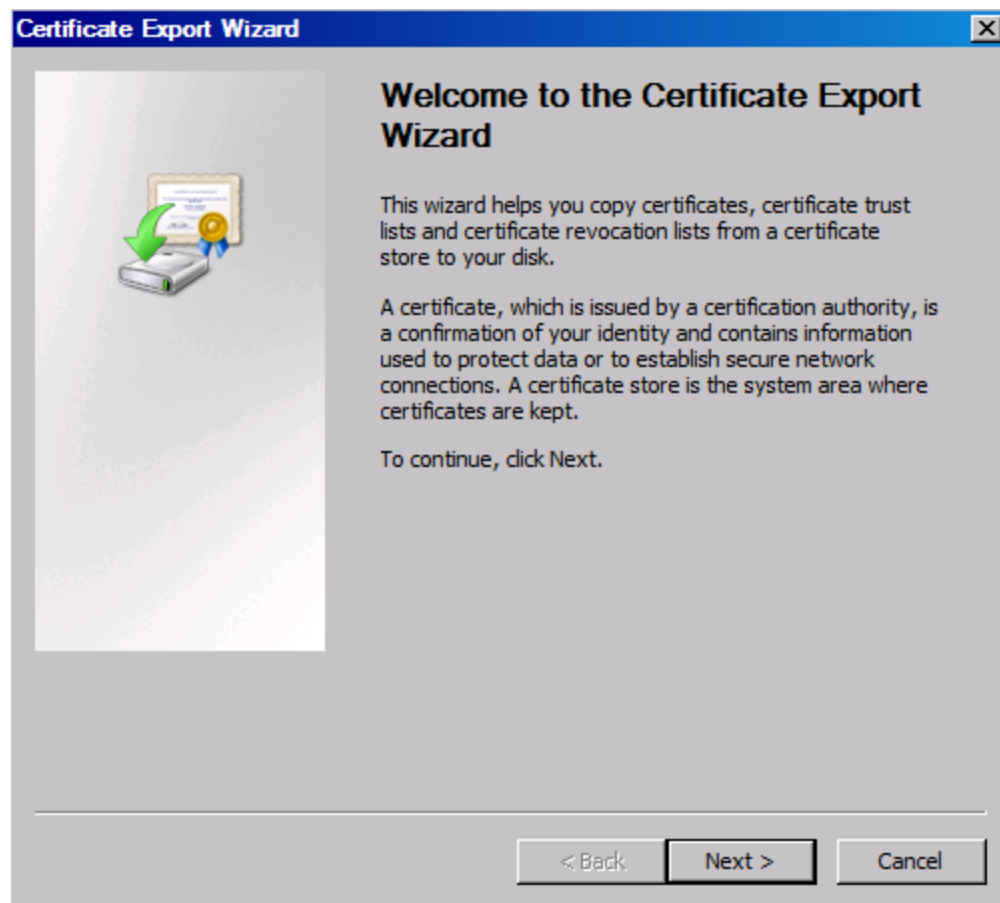 Certificate Export Wizard
Welcome to the Certificate Export
Wizard
This wizard helps you copy certificates, certificate trust
lists and certificate revocation lists from a certificate
store to your disk.
A certificate, which is issued by a certification authority, is
a confirmation of your identity and contains information
used to protect data or to establish secure network
connections. A certificate store is the system area where
certificates are kept.
To continue, click Next.
< Back
Next >
Cancel